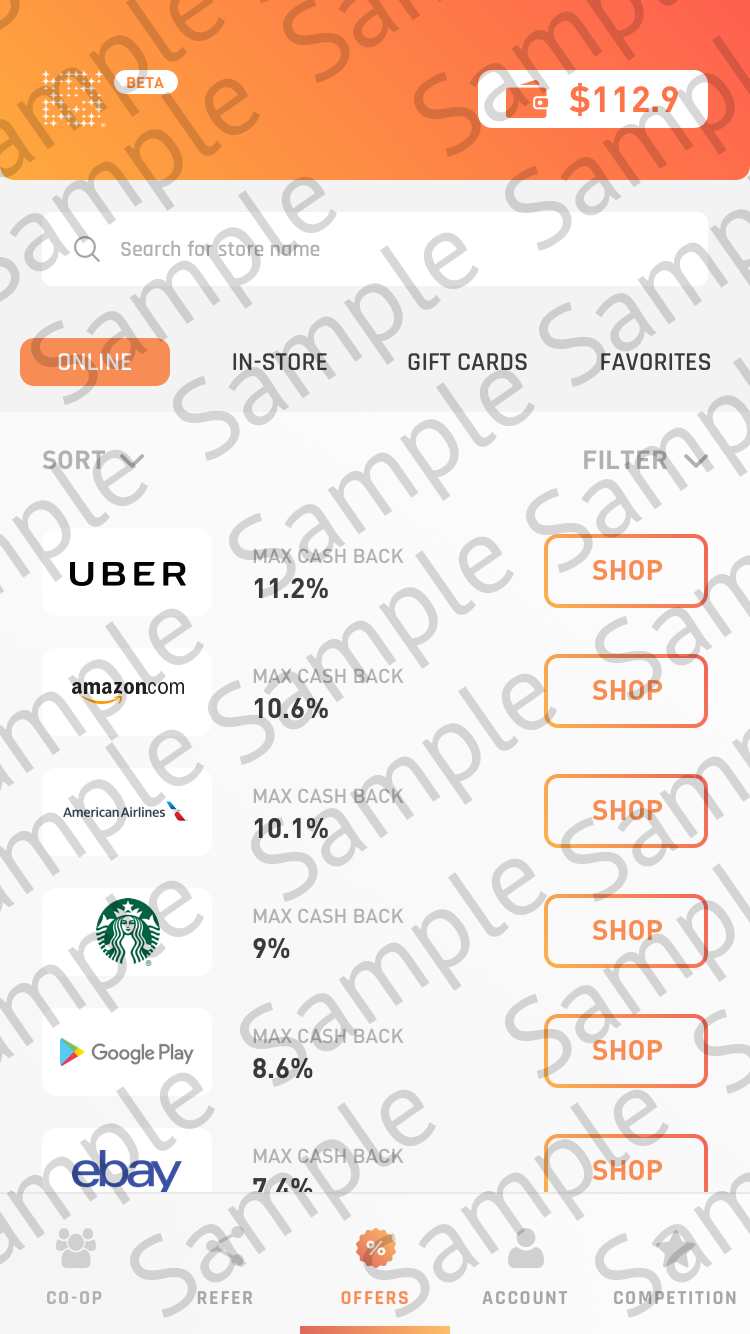 BETA
$112.9
Search for store name
ONLINE IN-STORE GIFT CARDS FAVORITES
SORT FILTER
UBER
MAX CASH BACK
11.2%
SHOP
amazon.com
MAX CASH BACK
10.6%
SHOP
American Airlines
MAX CASH BACK
10.1%
SHOP
MAX CASH BACK
9%
SHOP
Google Play
MAX CASH BACK
8.6%
SHOP
ebay
MAX CASH BACK
7.4%
SHOP
CO-OP REFER OFFERS ACCOUNT COMPETITION
Sample